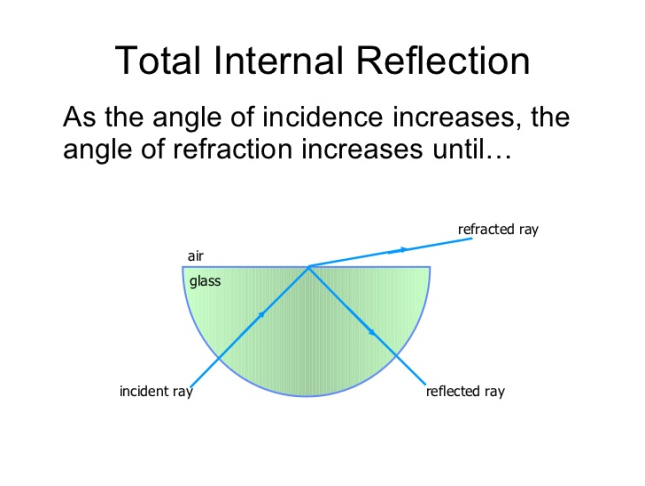 Total Internal Reflection
As the angle of incidence increases, the
angle of refraction increases until…
refracted ray
air
glass
incident ray
reflected ray